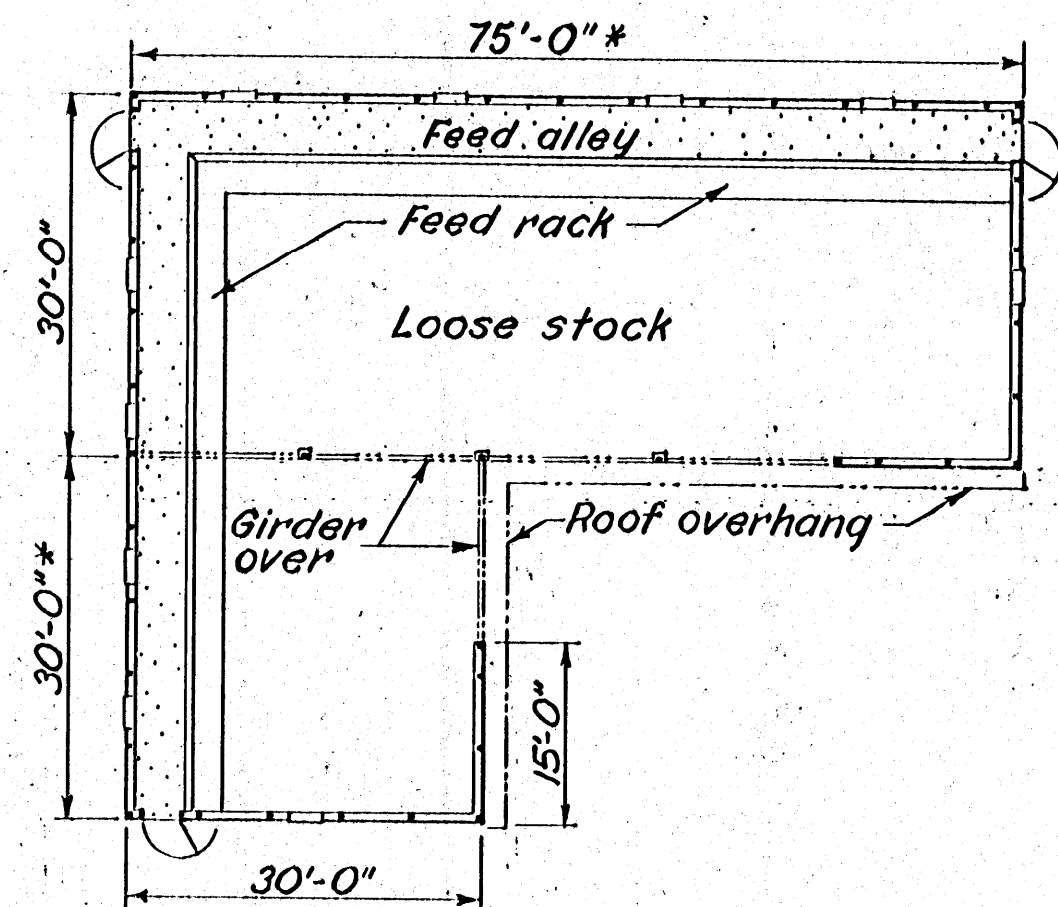 75'-0"*
Feed alley
Feed rack
30'-0"
Loose stock
Girder
over
Roof overhang
30'-0"*
15'-0"
30'-0"